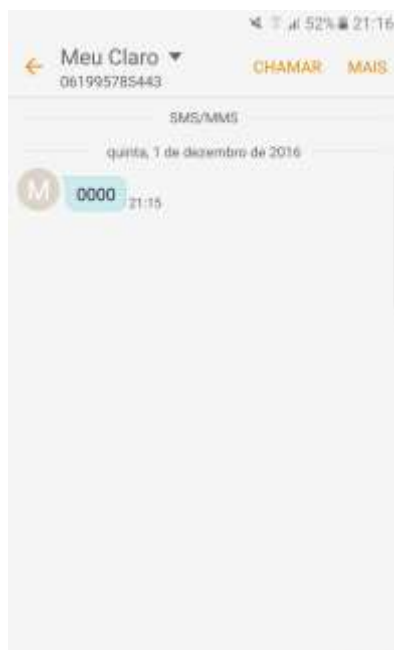 52% 21:16
Meu Claro
061995785443
CHAMAR MAIS
SMS/MMS
quinta, 1 de dezembro de 2016
M
0000
21:15